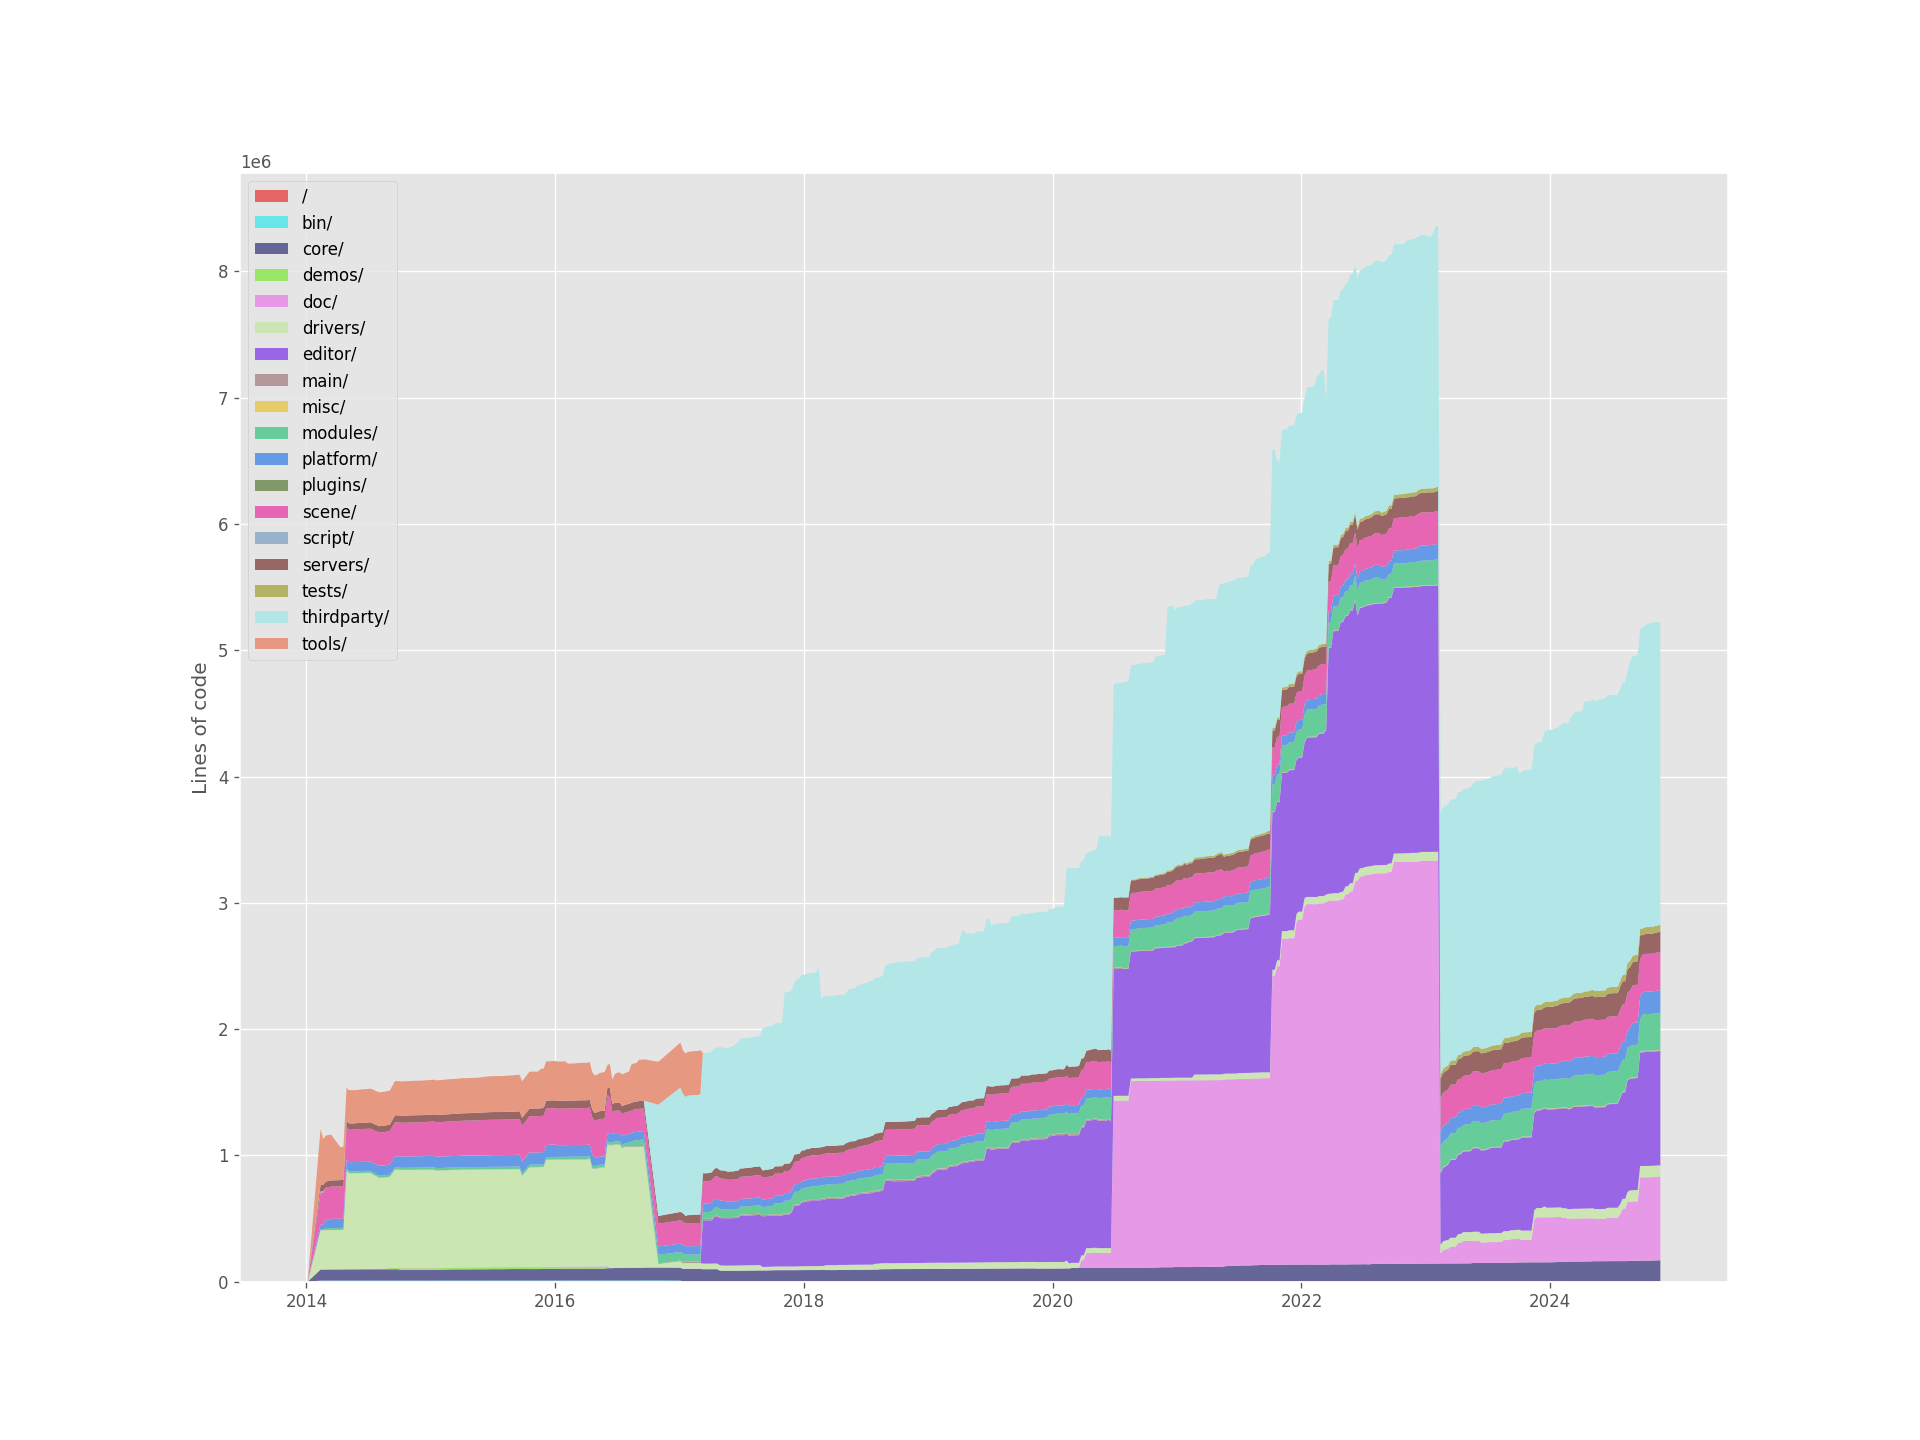 1e6
/
bin/
core/
demos/
doc/
drivers/
editor/
main/
misc/
modules/
platform/
plugins/
scene/
script/
servers/
tests/
thirdparty/
tools/
8
7
6
5
4
3
2
1
0
Lines of code
2014 2016 2018 2020 2022 2024